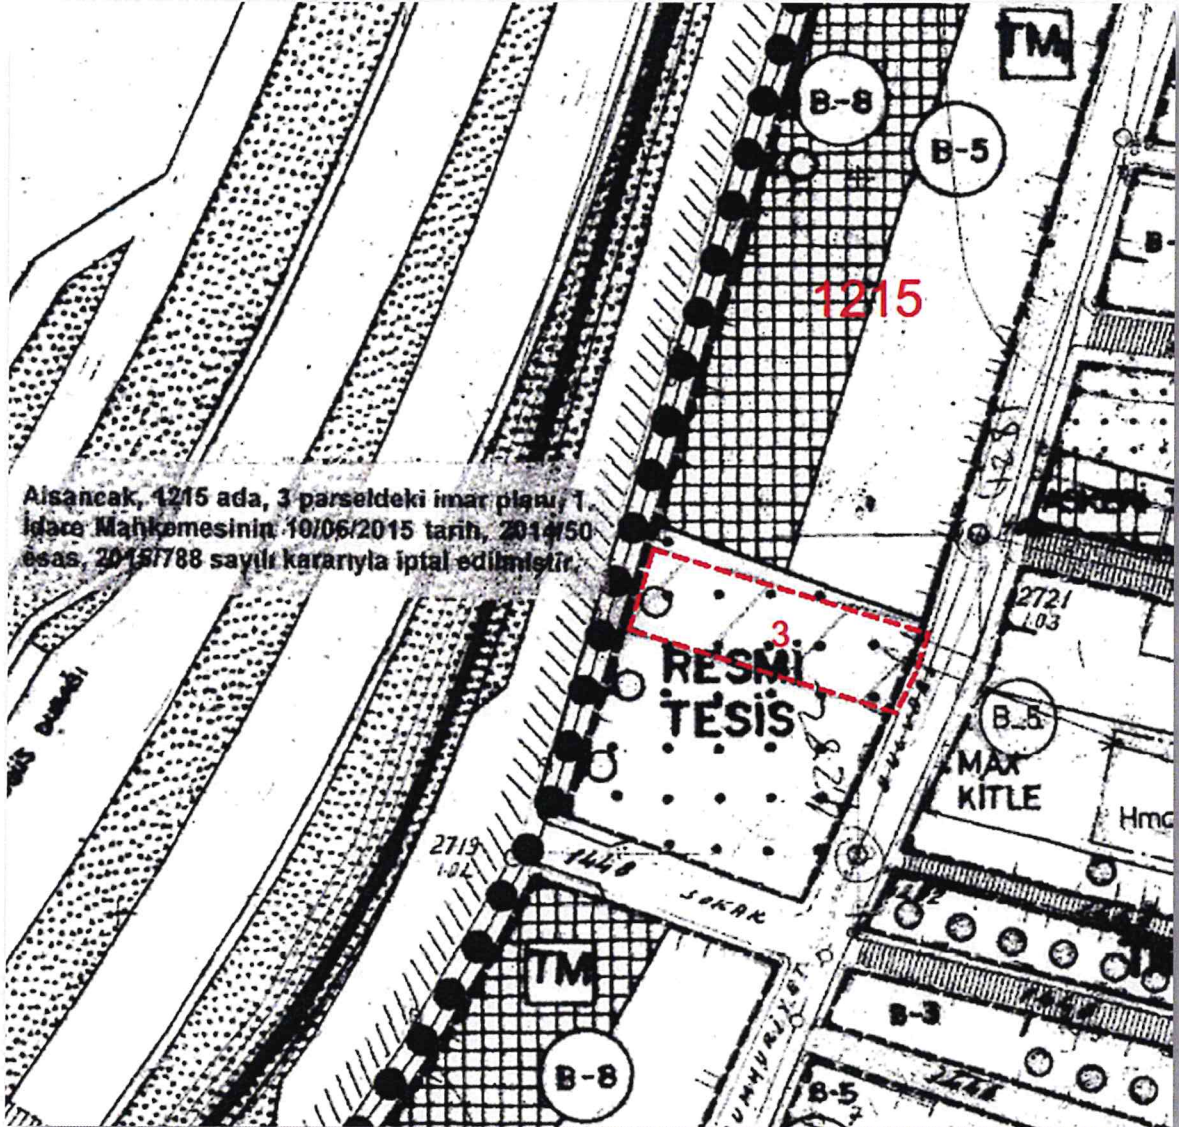 TM
B-8
B-5
B-
1215
Alsancak, 1215 ada, 3 parseldeki imar planı, 1.
İdare Mahkemesinin 10/06/2015 tarih, 2014/50
esas, 2015/788 sayılı kararıyla iptal edilmiştir.
ASKERİ
2721
1.03
3
RESMİ
TESİS
B-5
MAX
KİTLE
Hmo
2719
1.02
1448
SOKAK
TM
B-3
B-8
B-5